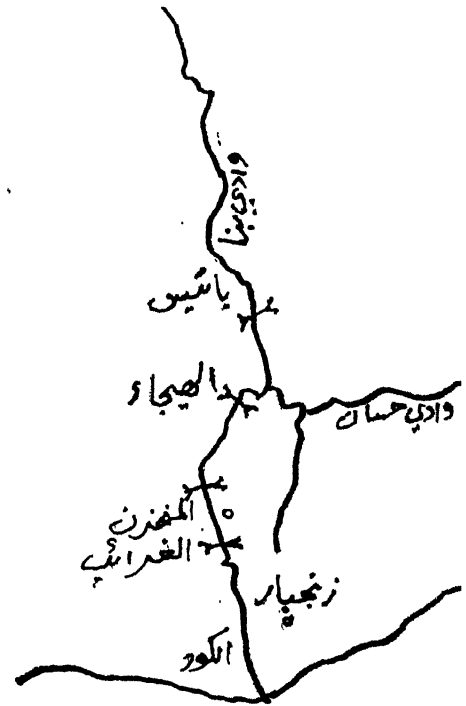 وادي بنا
باتيس
الهيجاء
وادي حسان
المخزن
الغرائب
زنجبار
الكود